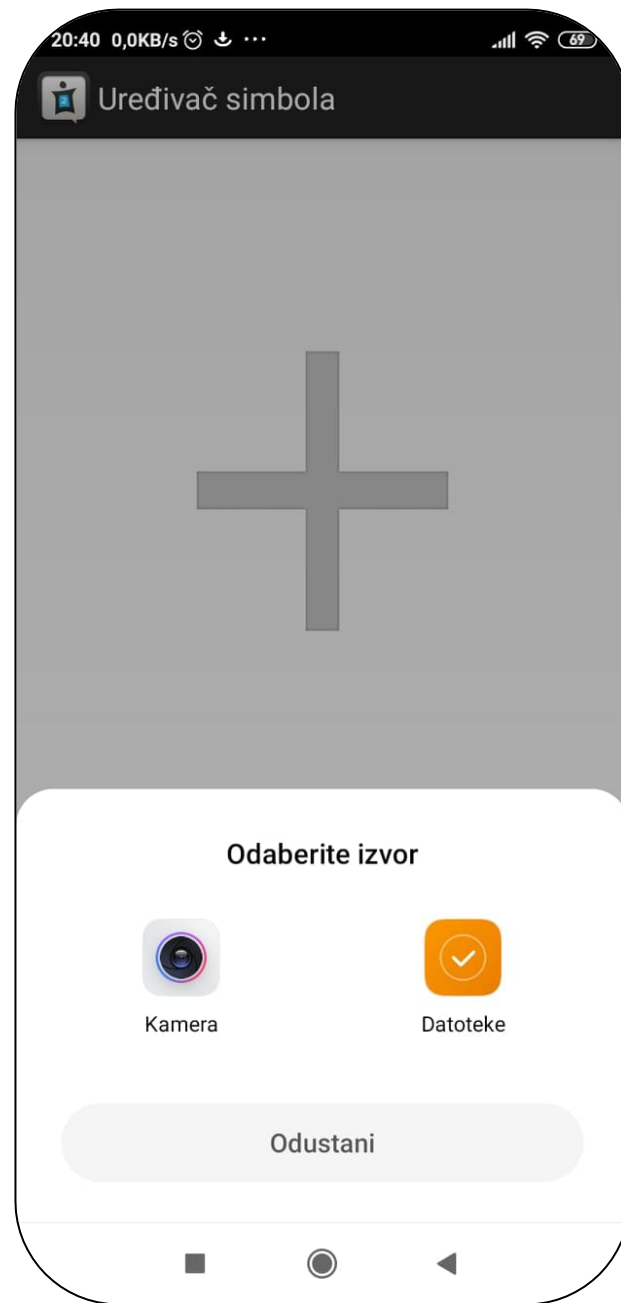 20:40 0,0KB/s 69
Uređivač simbola
Odaberite izvor
Kamera Datoteke
Odustani